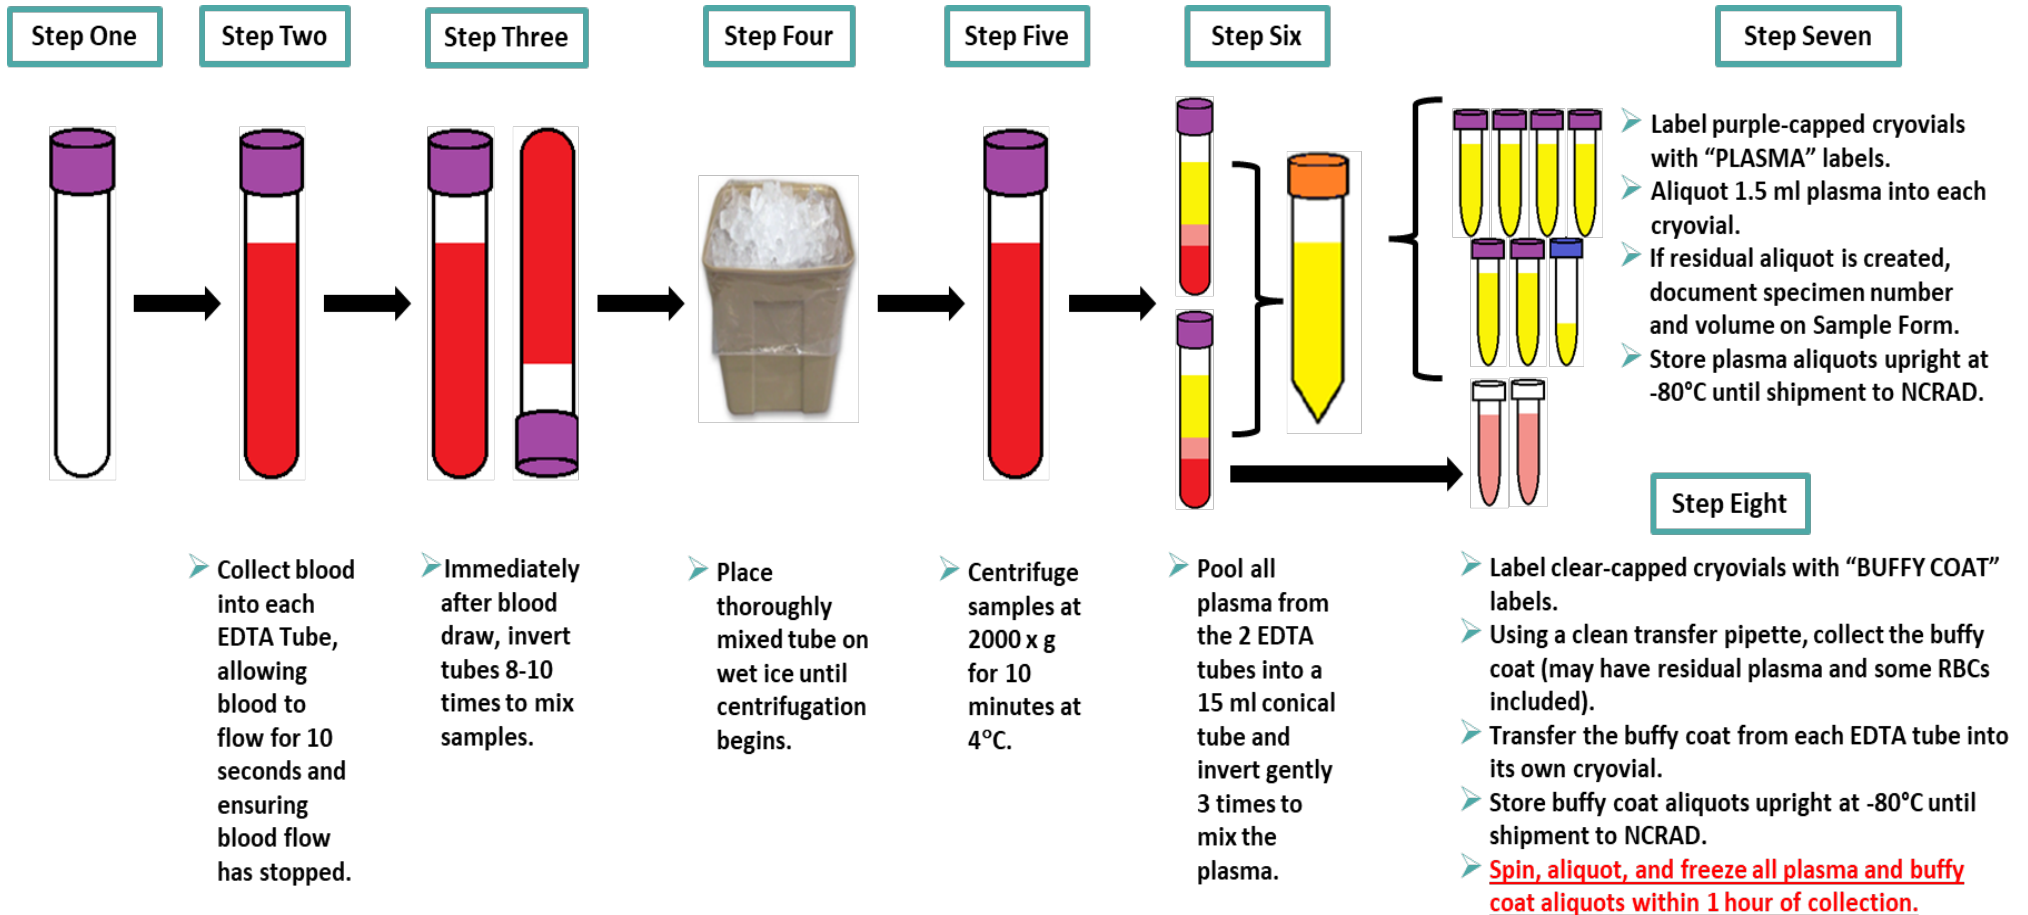 Step One
Step Two
Step Three
Step Four
Step Five
Step Six
Step Seven
Label purple-capped cryovials
with “PLASMA” labels.
Aliquot 1.5 ml plasma into each
cryovial.
If residual aliquot is created,
document specimen number
and volume on Sample Form.
Store plasma aliquots upright at
-80°C until shipment to NCRAD.
Collect blood
into each
EDTA Tube,
allowing
blood to
flow for 10
seconds and
ensuring
blood flow
has stopped.
Immediately
after blood
draw, invert
tubes 8-10
times to mix
samples.
Place
thoroughly
mixed tube on
wet ice until
centrifugation
begins.
Centrifuge
samples at
2000 x g
for 10
minutes at
4°C.
Pool all
plasma from
the 2 EDTA
tubes into a
15 ml conical
tube and
invert gently
3 times to
mix the
plasma.
Step Eight
Label clear-capped cryovials with “BUFFY COAT”
labels.
Using a clean transfer pipette, collect the buffy
coat (may have residual plasma and some RBCs
included).
Transfer the buffy coat from each EDTA tube into
its own cryovial.
Store buffy coat aliquots upright at -80°C until
shipment to NCRAD.
Spin, aliquot, and freeze all plasma and buffy
coat aliquots within 1 hour of collection.